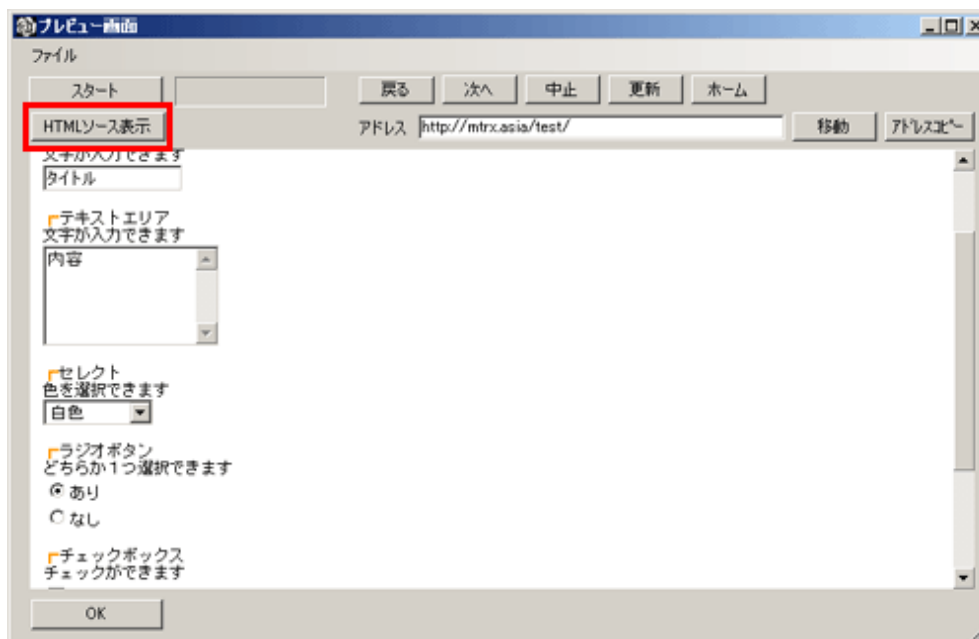 プレビュー画面
ファイル
スタート
戻る 次へ 中止 更新 ホーム
HTMLソース表示
アドレス http://mtrx.asia/test/ 移動 アドレスコピー
文字が入力できます
タイトル
テキストエリア
文字が入力できます
内容
セレクト
色を選択できます
白色
ラジオボタン
どちらか1つ選択できます
あり
なし
チェックボックス
チェックができます
OK